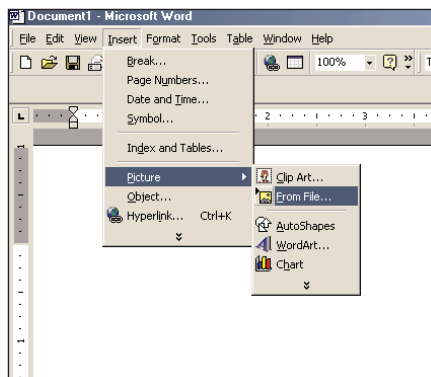 Document1 - Microsoft Word
File Edit View Insert Format Tools Table Window Help
100%
Break...
Page Numbers...
Date and Time...
Symbol...
2 3
Index and Tables...
Picture
Clip Art...
Object...
From File...
Hyperlink... Ctrl+K
AutoShapes
WordArt...
Chart